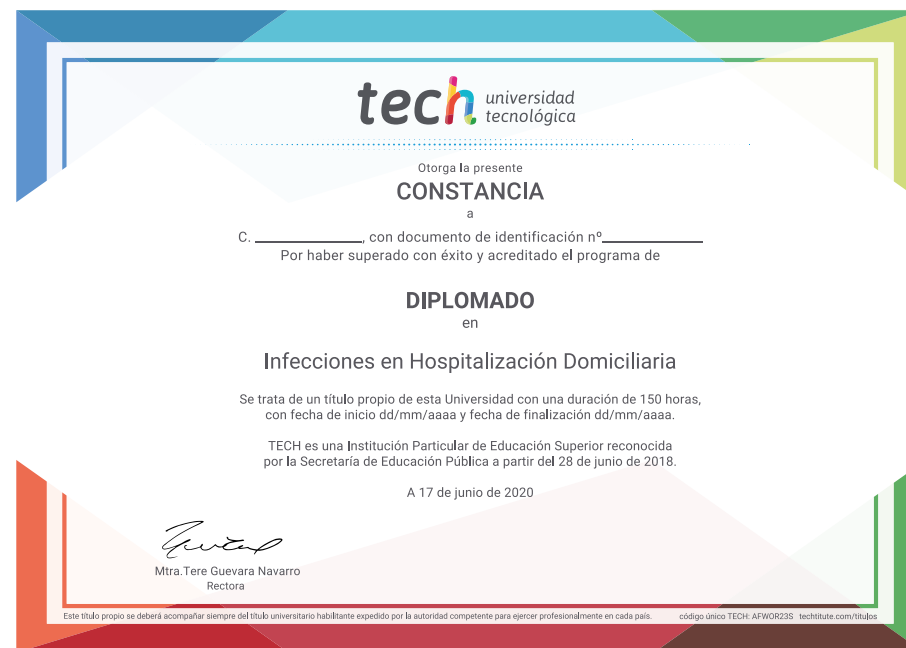 tech universidad
tecnológica
Otorga la presente
CONSTANCIA
a
C. ____________, con documento de identificación nº____________
Por haber superado con éxito y acreditado el programa de
DIPLOMADO
en
Infecciones en Hospitalización Domiciliaria
Se trata de un título propio de esta Universidad con una duración de 150 horas,
con fecha de inicio dd/mm/aaaa y fecha de finalización dd/mm/aaaa.
TECH es una Institución Particular de Educación Superior reconocida
por la Secretaría de Educación Pública a partir del 28 de junio de 2018.
A 17 de junio de 2020
Mtra.Tere Guevara Navarro
Rectora
Este título propio se deberá acompañar siempre del título universitario habilitante expedido por la autoridad competente para ejercer profesionalmente en cada país. código único TECH: AFWOR23S techtitute.com/titulos